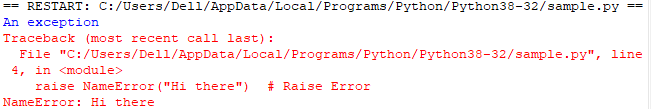 == RESTART: C:/Users/Dell/AppData/Local/Programs/Python/Python38-32/sample.py ==
An exception
Traceback (most recent call last):
  File "C:/Users/Dell/AppData/Local/Programs/Python/Python38-32/sample.py", line
4, in <module>
    raise NameError("Hi there")  # Raise Error
NameError: Hi there